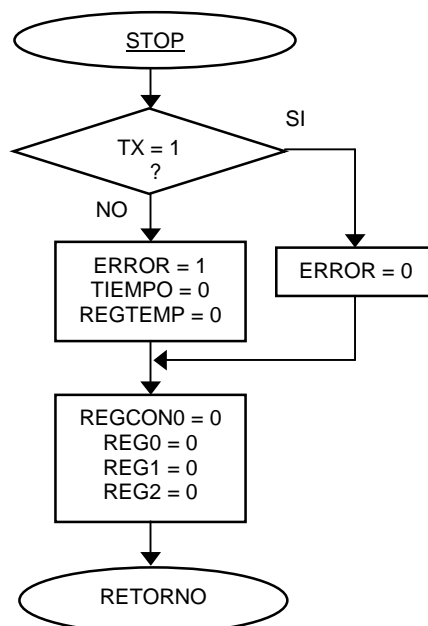 STOP
TX = 1
?
SI
NO
ERROR = 1
TIEMPO = 0
REGTEMP = 0
ERROR = 0
REGCON0 = 0
REG0 = 0
REG1 = 0
REG2 = 0
RETORNO